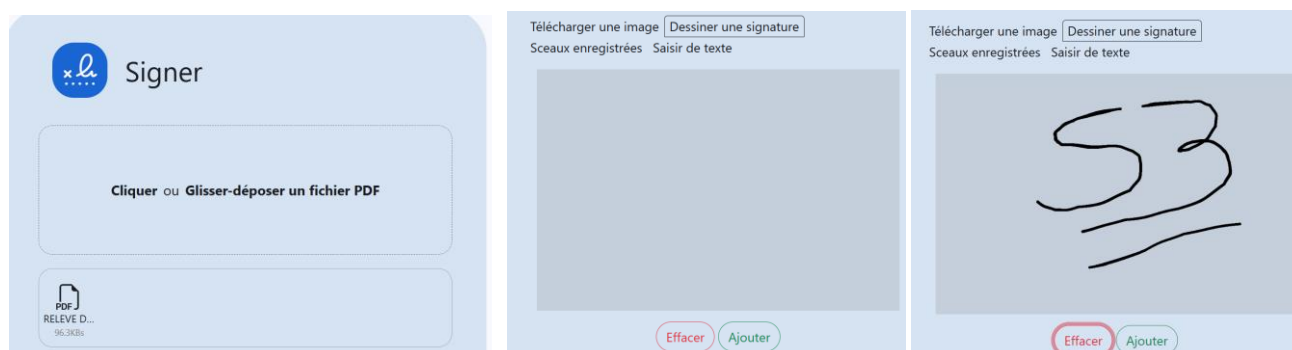 Signer
Cliquer ou Glisser-déposer un fichier PDF
PDF
RELEVE D...
96.3KBs
Télécharger une image Dessiner une signature
Sceaux enregistrées Saisir de texte
Effacer Ajouter
Télécharger une image Dessiner une signature
Sceaux enregistrées Saisir de texte
53
Effacer Ajouter